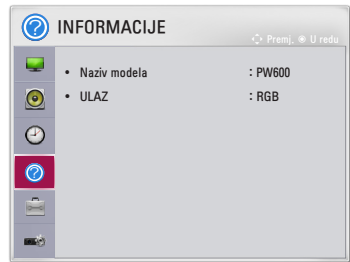 INFORMACIJE
Premj. U redu
• Naziv modela : PW600
• ULAZ : RGB